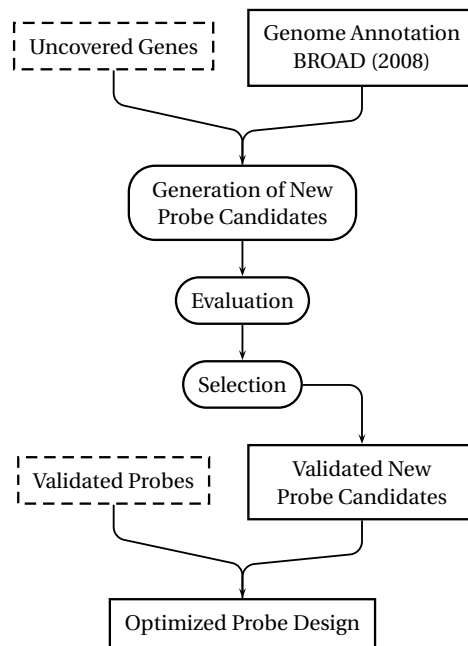 Uncovered Genes
Genome Annotation
BROAD (2008)
Generation of New
Probe Candidates
Evaluation
Selection
Validated Probes
Validated New
Probe Candidates
Optimized Probe Design